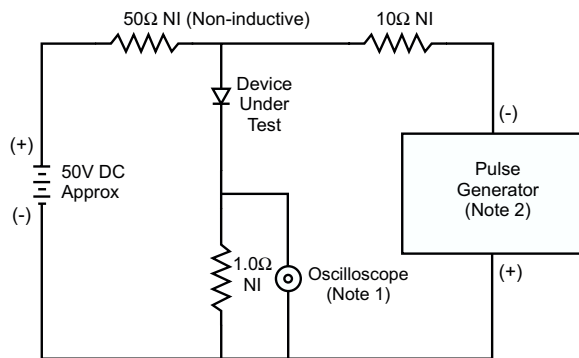 50Ω NI (Non-inductive)
10Ω NI
Device
Under
Test
(-)
(+)
50V DC
Approx
(-)
Pulse
Generator
(Note 2)
1.0Ω
NI
Oscilloscope
(Note 1)
(+)